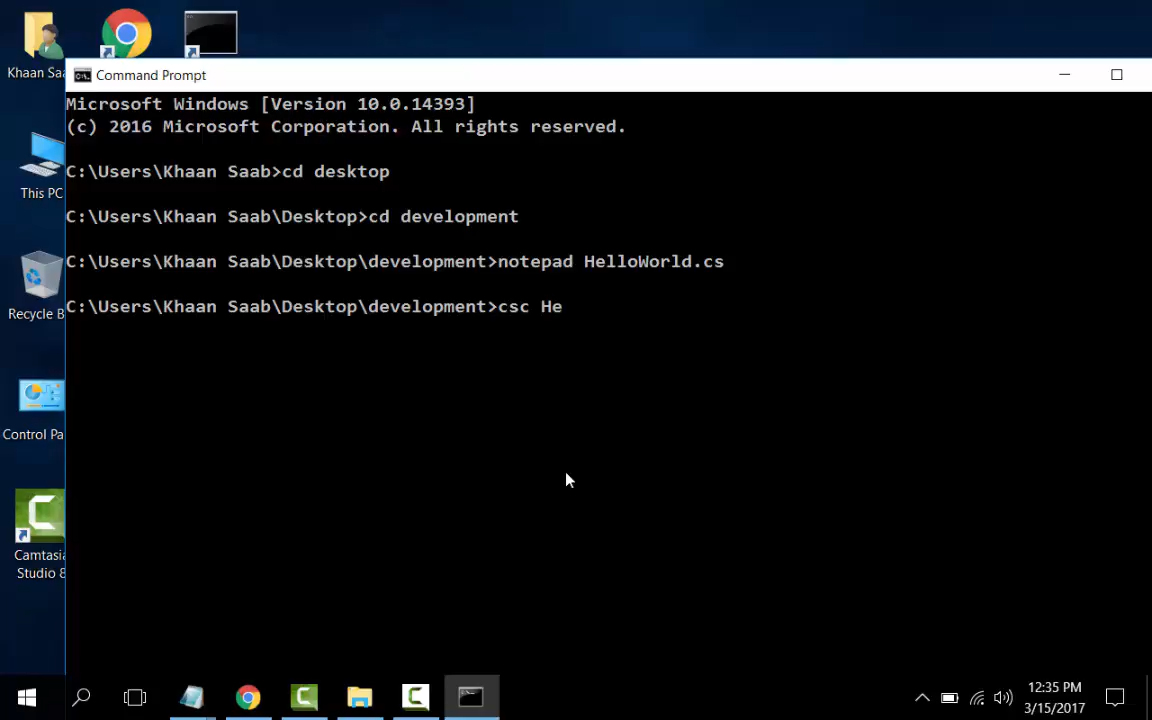 Khaan Saa
Command Prompt
Microsoft Windows [Version 10.0.14393]
(c) 2016 Microsoft Corporation. All rights reserved.
C:\Users\Khaan Saab>cd desktop
C:\Users\Khaan Saab\Desktop>cd development
C:\Users\Khaan Saab\Desktop\development>notepad HelloWorld.cs
C:\Users\Khaan Saab\Desktop\development>csc He
This PC
Recycle B
Control Pa
Camtasia
Studio 8
12:35 PM
3/15/2017